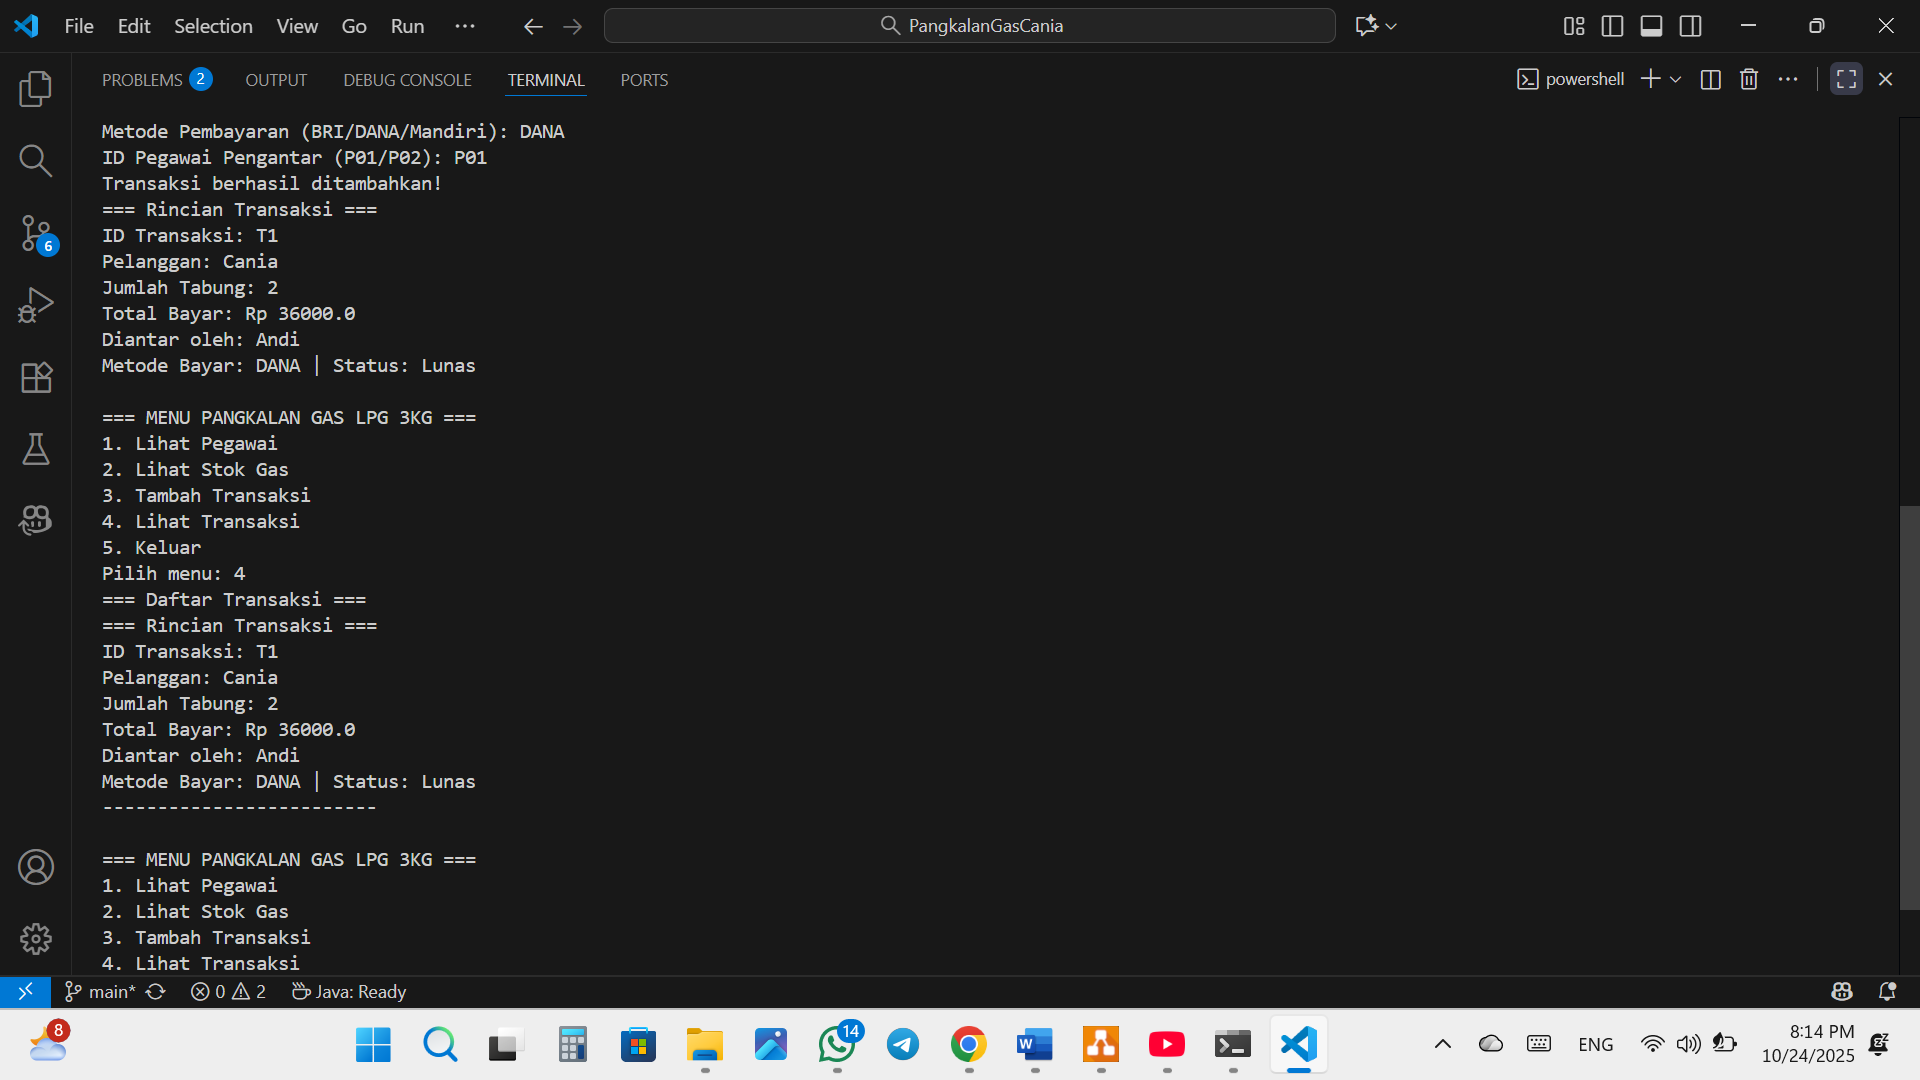 File Edit Selection View Go Run ··· PangkalanGasCania
PROBLEMS 2 OUTPUT DEBUG CONSOLE TERMINAL PORTS powershell
Metode Pembayaran (BRI/DANA/Mandiri): DANA
ID Pegawai Pengantar (P01/P02): P01
Transaksi berhasil ditambahkan!
=== Rincian Transaksi ===
ID Transaksi: T1
Pelanggan: Cania
Jumlah Tabung: 2
Total Bayar: Rp 36000.0
Diantar oleh: Andi
Metode Bayar: DANA | Status: Lunas
=== MENU PANGKALAN GAS LPG 3KG ===
1. Lihat Pegawai
2. Lihat Stok Gas
3. Tambah Transaksi
4. Lihat Transaksi
5. Keluar
Pilih menu: 4
=== Daftar Transaksi ===
=== Rincian Transaksi ===
ID Transaksi: T1
Pelanggan: Cania
Jumlah Tabung: 2
Total Bayar: Rp 36000.0
Diantar oleh: Andi
Metode Bayar: DANA | Status: Lunas
-------------------------
=== MENU PANGKALAN GAS LPG 3KG ===
1. Lihat Pegawai
2. Lihat Stok Gas
3. Tambah Transaksi
4. Lihat Transaksi
6
main* 0 2 Java: Ready
8 14 W ENG 8:14 PM
10/24/2025